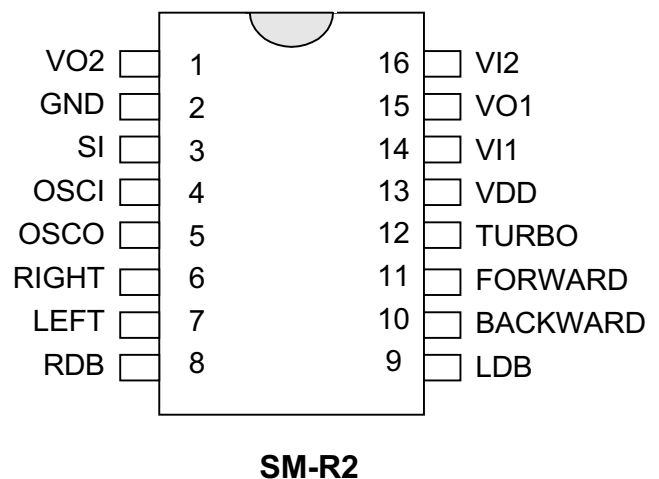 VO2 1 16 VI2
GND 2 15 VO1
SI 3 14 VI1
OSCI 4 13 VDD
OSCO 5 12 TURBO
RIGHT 6 11 FORWARD
LEFT 7 10 BACKWARD
RDB 8 9 LDB
SM-R2